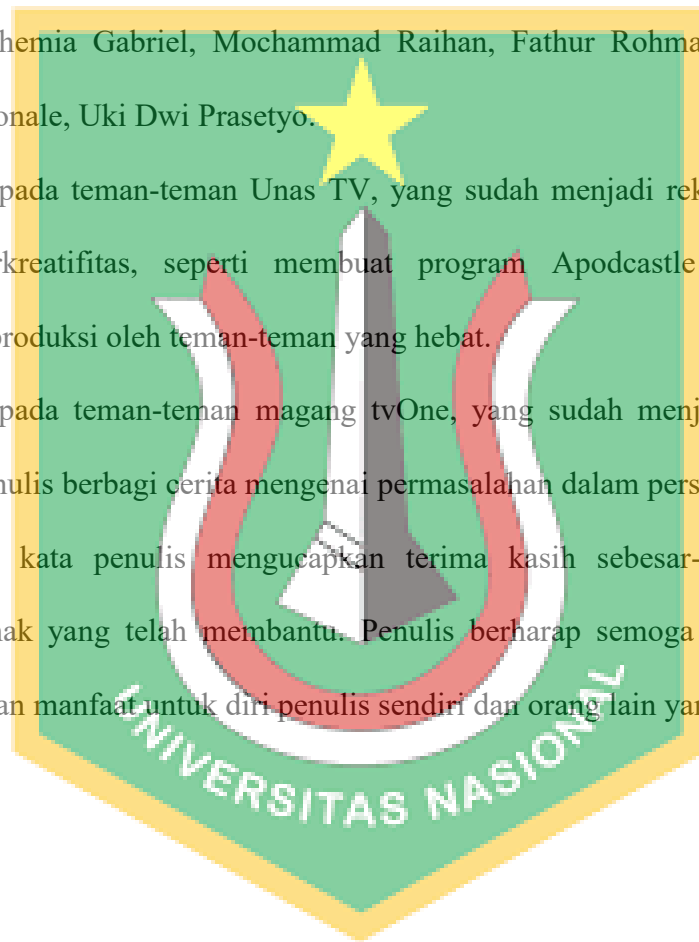 hemia Gabriel, Mochammad Raihan, Fathur Rohma
onale, Uki Dwi Prasetyo.
pada teman-teman Unas TV, yang sudah menjadi rek
rkreatifitas, seperti membuat program Apodcastle
produksi oleh teman-teman yang hebat.
pada teman-teman magang tvOne, yang sudah menj
nulis berbagi cerita mengenai permasalahan dalam pers
kata penulis mengucapkan terima kasih sebesar-
nak yang telah membantu. Penulis berharap semoga
an manfaat untuk diri penulis sendiri dan orang lain yan
UNIVERSITAS NASIONAL